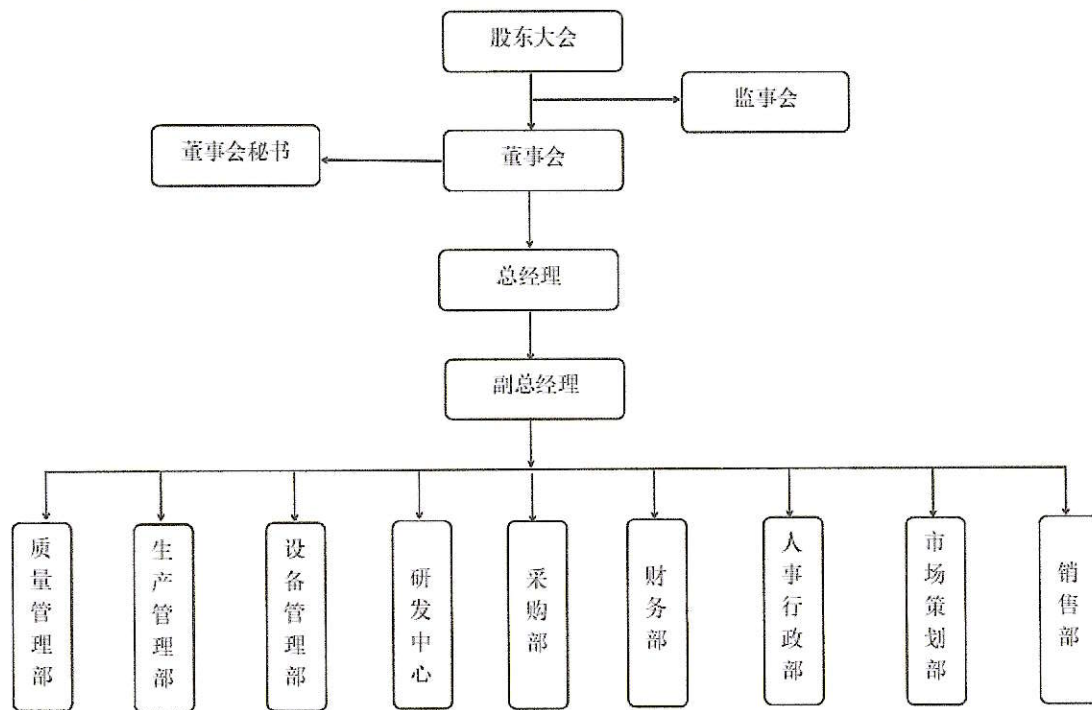 股东大会
监事会
董事会秘书
董事会
总经理
副总经理
质量管理部
生产管理部
设备管理部
研发中心
采购部
财务部
人事行政部
市场策划部
销售部